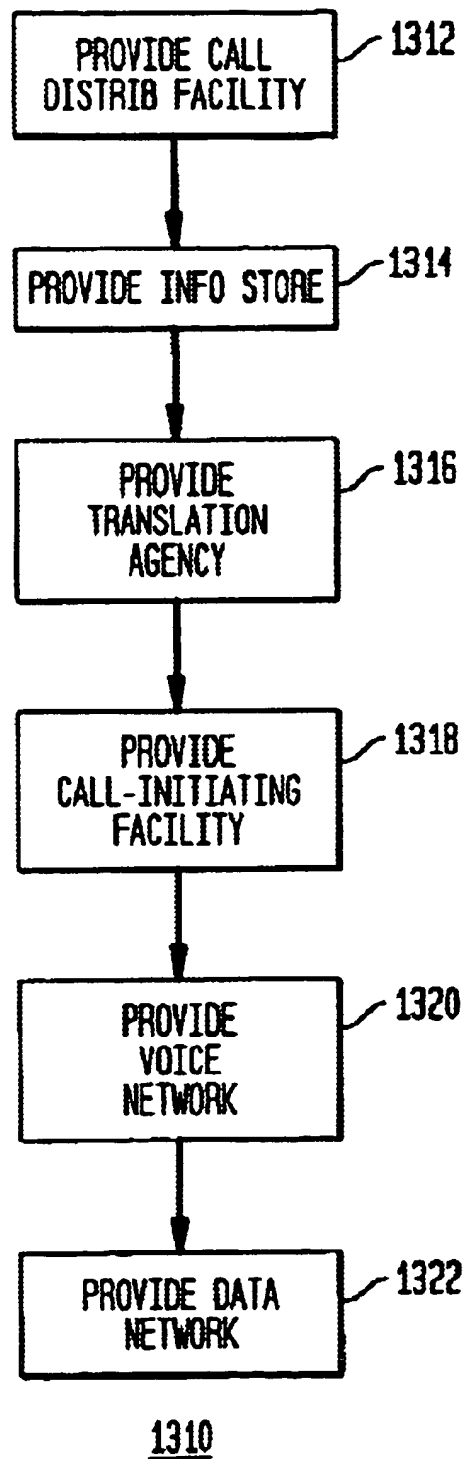 PROVIDE CALL
DISTRIB FACILITY
1312
PROVIDE INFO STORE
1314
PROVIDE
TRANSLATION
AGENCY
1316
PROVIDE
CALL-INITIATING
FACILITY
1318
PROVIDE
VOICE
NETWORK
1320
PROVIDE DATA
NETWORK
1322
1310